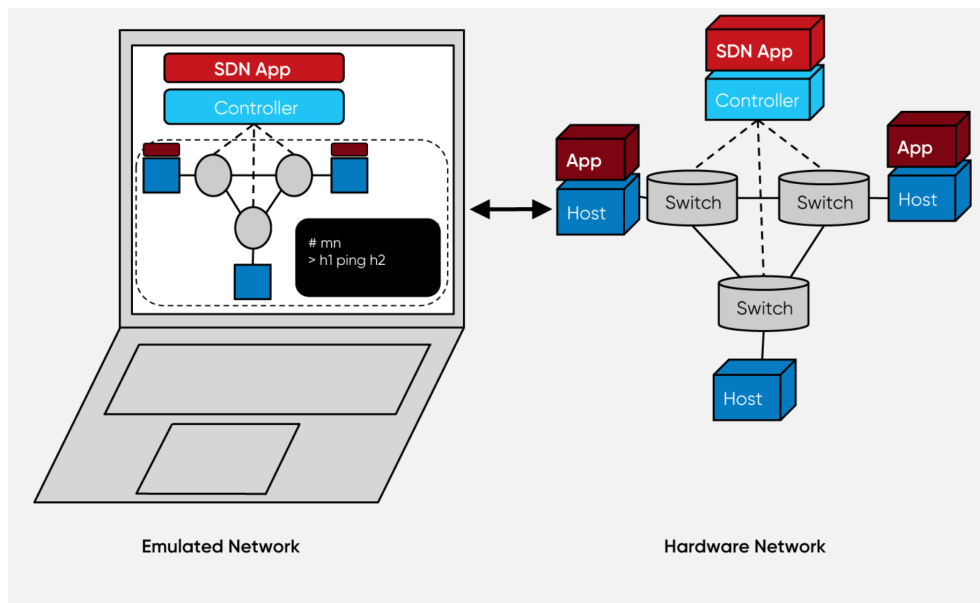 SDN App
Controller
# mn
> h1 ping h2
SDN App
Controller
App
Host
Switch
Switch
App
Host
Switch
Host
Emulated Network
Hardware Network